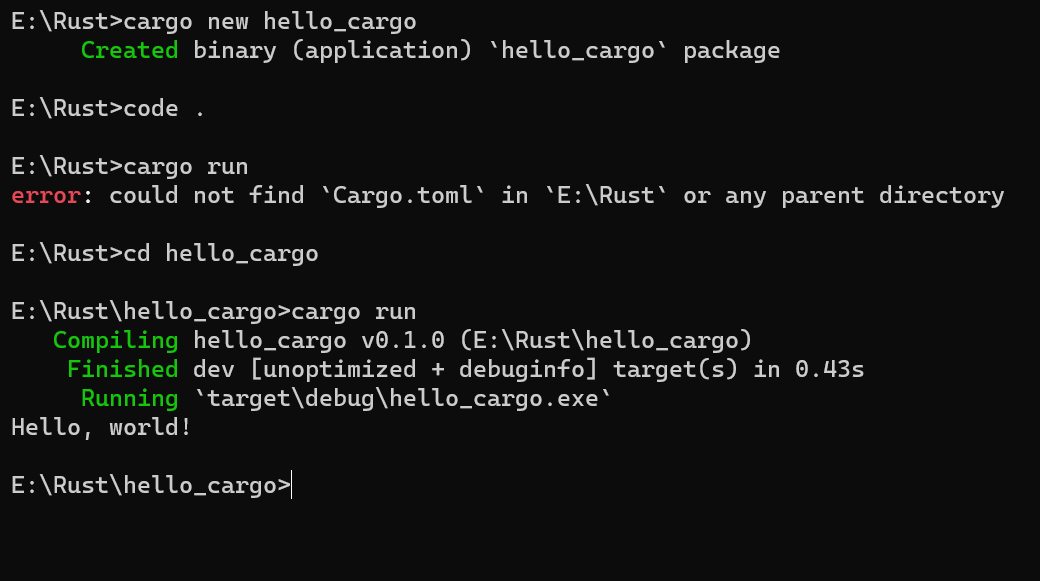 E:\Rust>cargo new hello_cargo
     Created binary (application) `hello_cargo` package
E:\Rust>code .
E:\Rust>cargo run
error: could not find `Cargo.toml` in `E:\Rust` or any parent directory
E:\Rust>cd hello_cargo
E:\Rust\hello_cargo>cargo run
   Compiling hello_cargo v0.1.0 (E:\Rust\hello_cargo)
    Finished dev [unoptimized + debuginfo] target(s) in 0.43s
     Running `target\debug\hello_cargo.exe`
Hello, world!
E:\Rust\hello_cargo>